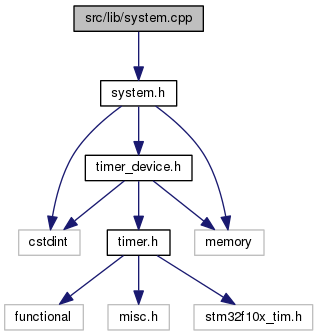 src/lib/system.cpp
system.h
timer_device.h
cstdint
timer.h
memory
functional
misc.h
stm32f10x_tim.h